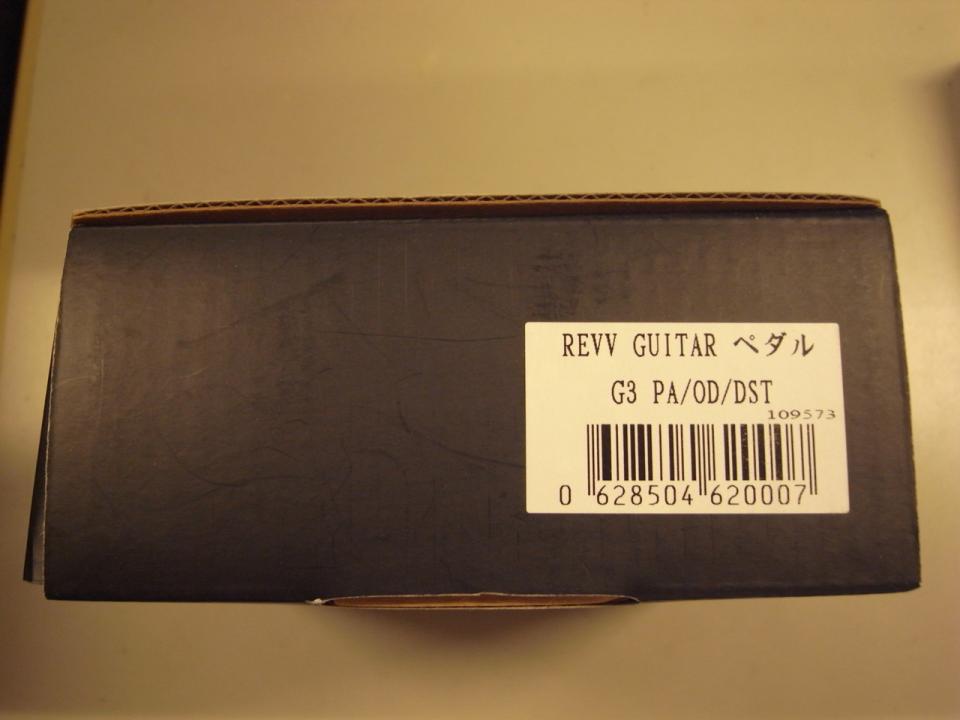 REVV GUITAR ペダル
G3 PA/OD/DST
109573
0 628504 620007